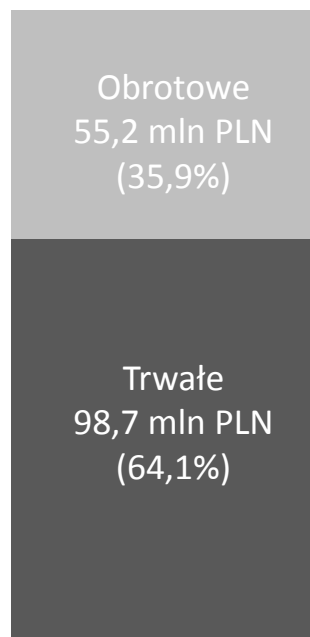 Obrotowe
55,2 mln PLN
(35,9%)
Trwałe
98,7 mln PLN
(64,1%)